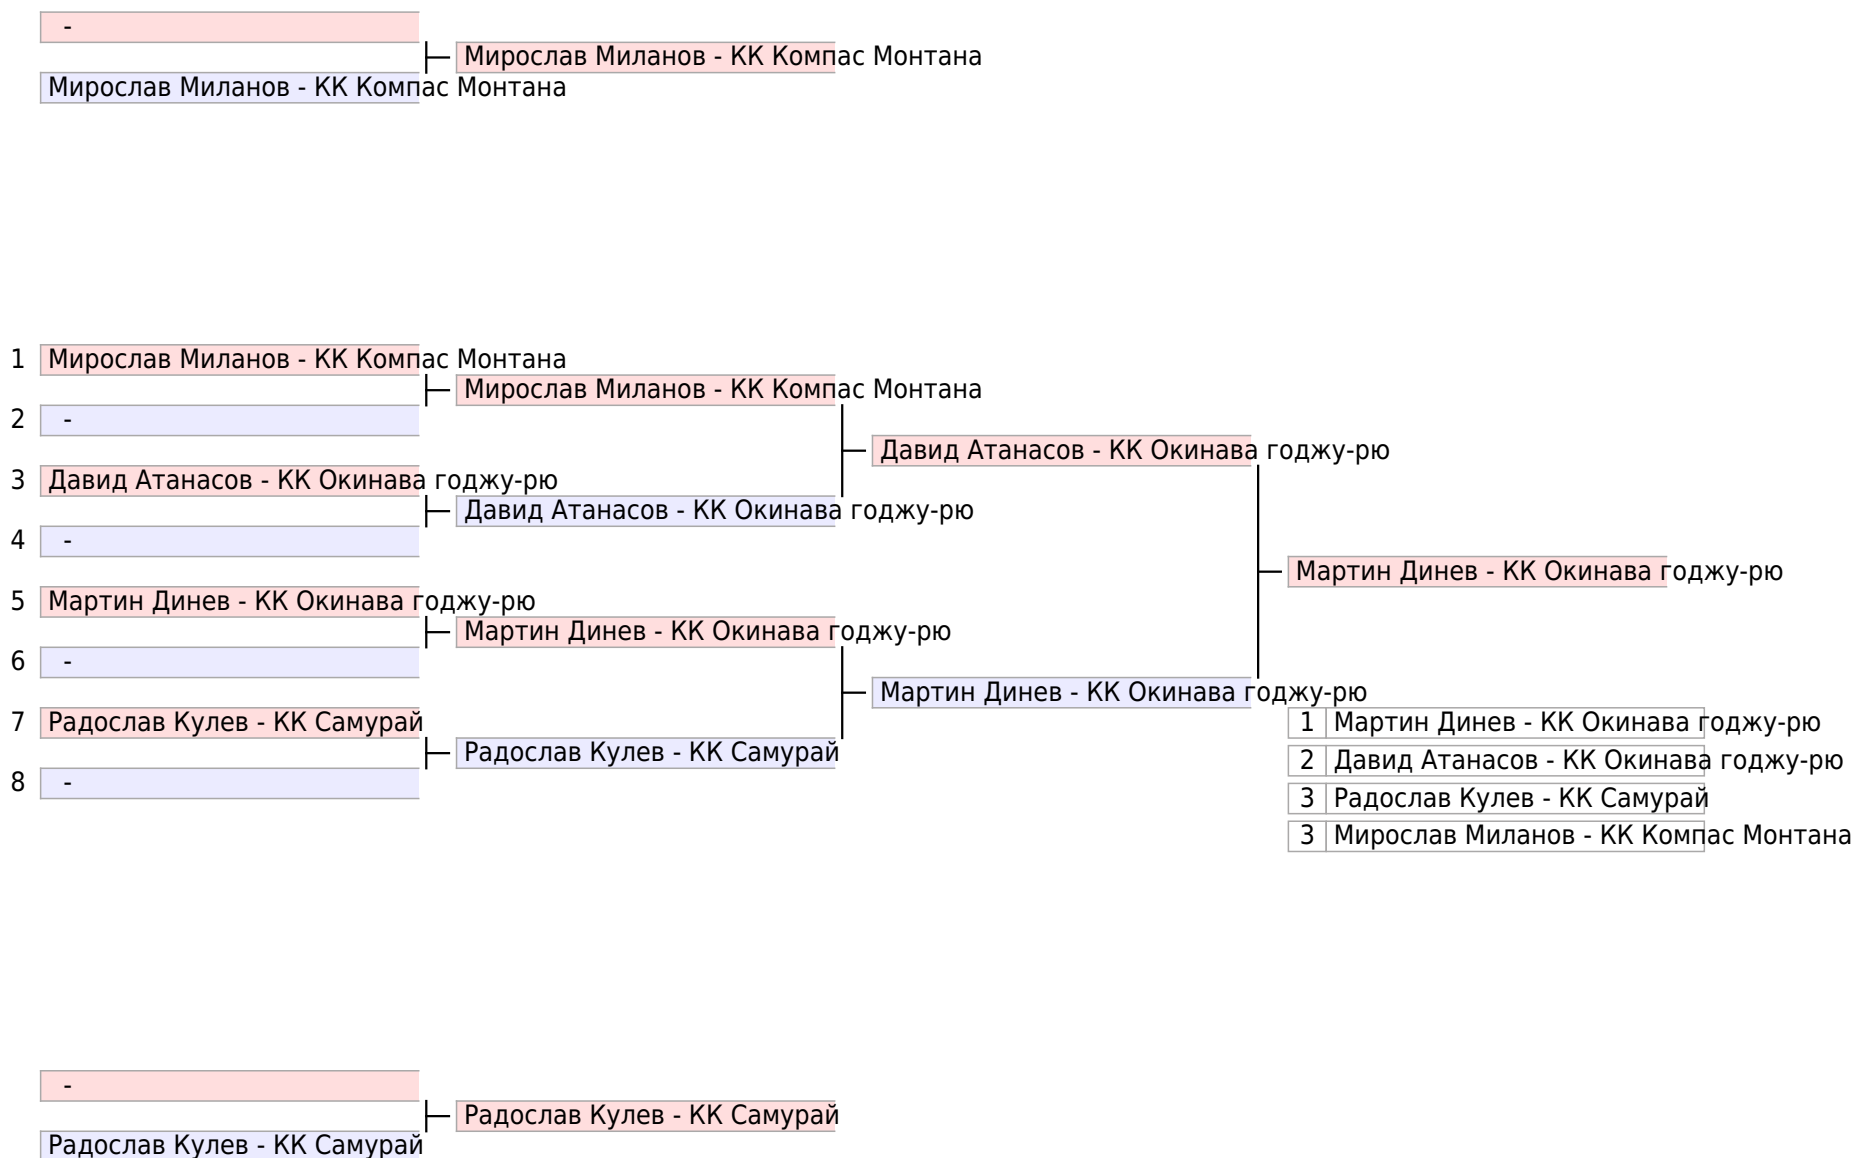 -
Мирослав Миланов - КК Компас Монтана
Мирослав Миланов - КК Компас Монтана
1 Мирослав Миланов - КК Компас Монтана
Мирослав Миланов - КК Компас Монтана
2 -
Давид Атанасов - КК Окинава годжу-рю
3 Давид Атанасов - КК Окинава годжу-рю
Давид Атанасов - КК Окинава годжу-рю
4 -
Мартин Динев - КК Окинава годжу-рю
5 Мартин Динев - КК Окинава годжу-рю
Мартин Динев - КК Окинава годжу-рю
6 -
Мартин Динев - КК Окинава годжу-рю
7 Радослав Кулев - КК Самурай
Радослав Кулев - КК Самурай
8 -
1 Мартин Динев - КК Окинава годжу-рю
2 Давид Атанасов - КК Окинава годжу-рю
3 Радослав Кулев - КК Самурай
3 Мирослав Миланов - КК Компас Монтана
-
Радослав Кулев - КК Самурай
Радослав Кулев - КК Самурай